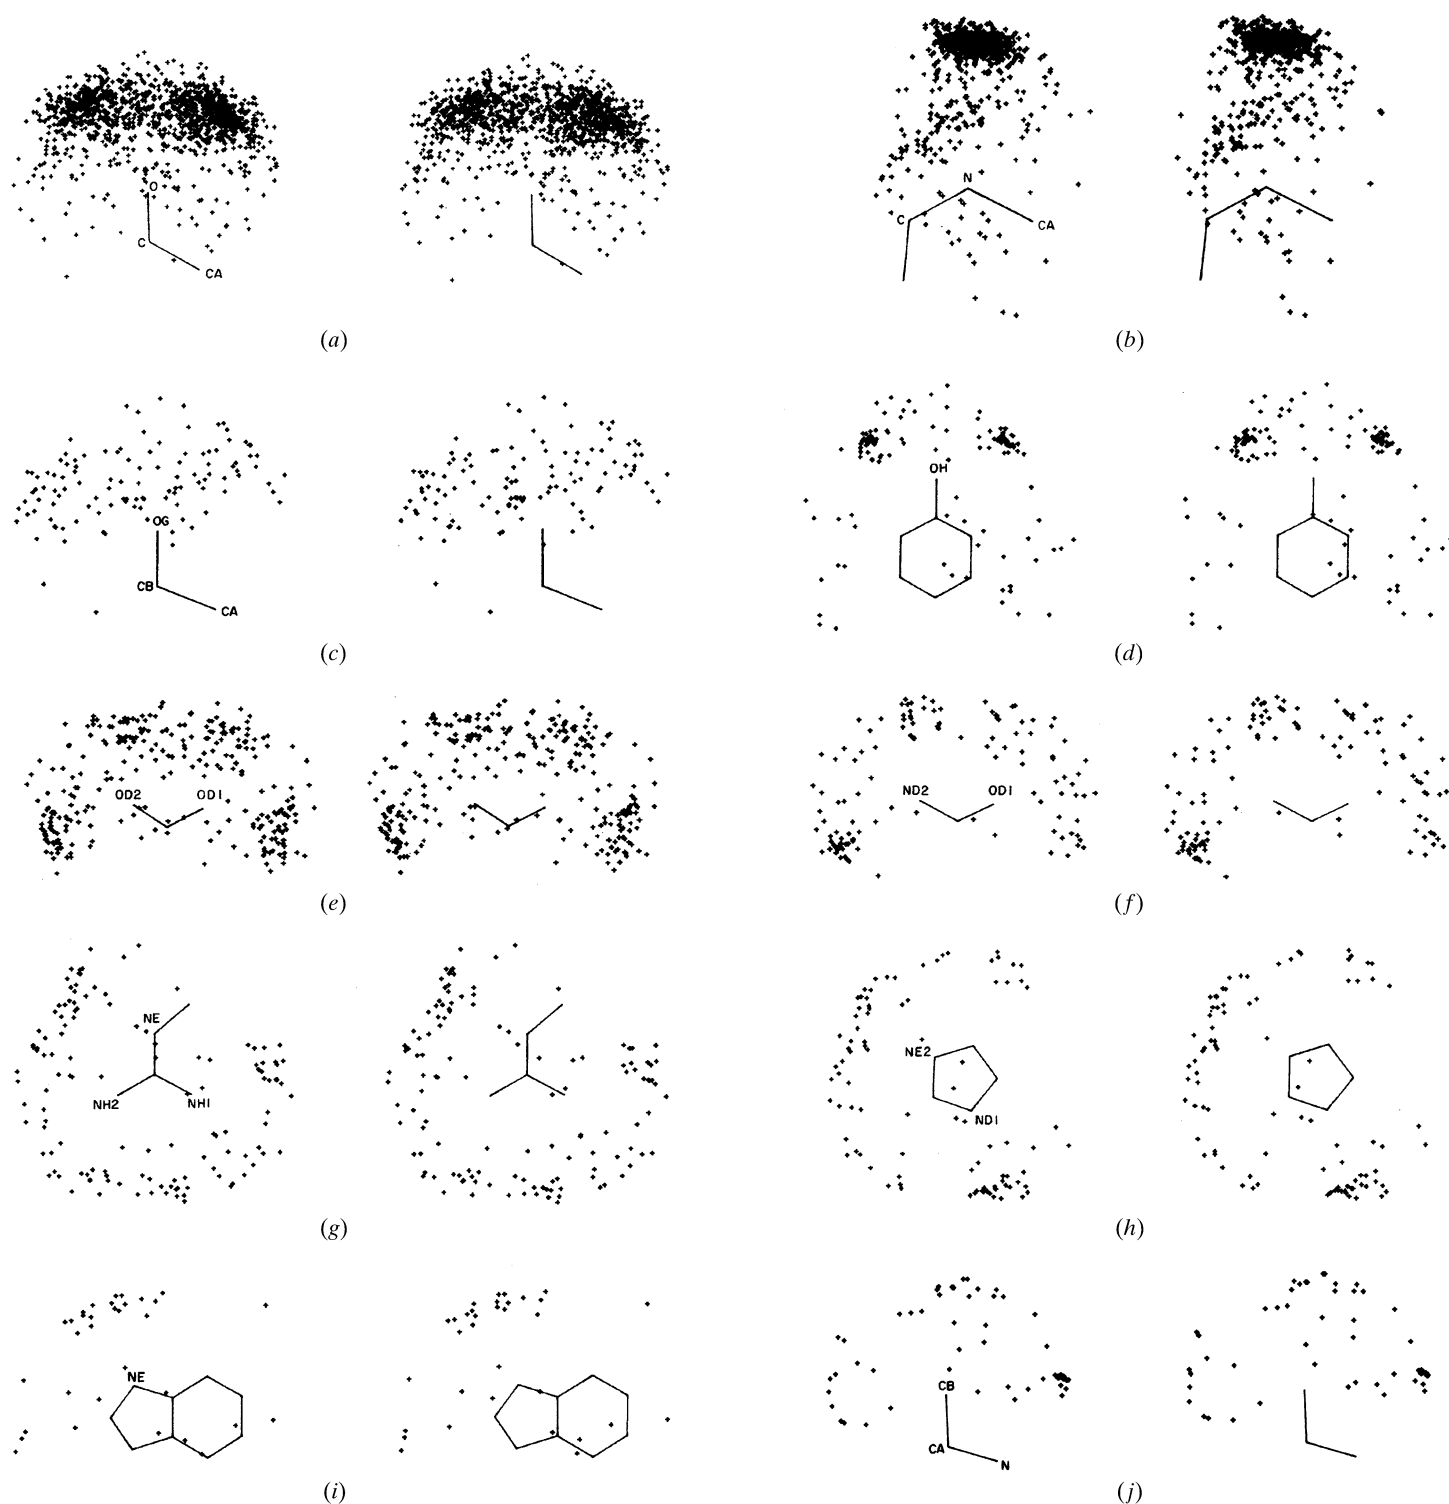 O
C
CA
N
C
CA
(a)
(b)
OG
CB
CA
OH
(c)
(d)
OD2
OD1
ND2
OD1
(e)
(f)
NE
NH2
NH1
NE2
ND1
(g)
(h)
NE
CB
CA
N
(i)
(j)